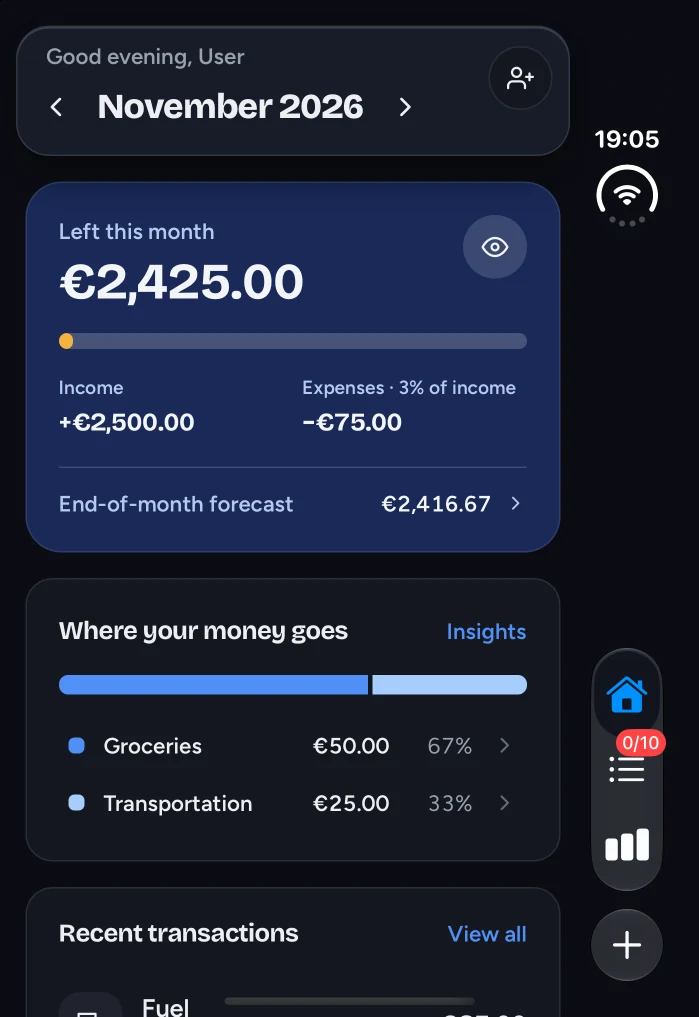 Good evening, User
November 2026
19:05
Left this month
€2,425.00
Income
Expenses · 3% of income
+€2,500.00
−€75.00
End-of-month forecast
€2,416.67
Where your money goes
Insights
Groceries
€50.00
67%
Transportation
€25.00
33%
0/10
Recent transactions
View all
Fuel